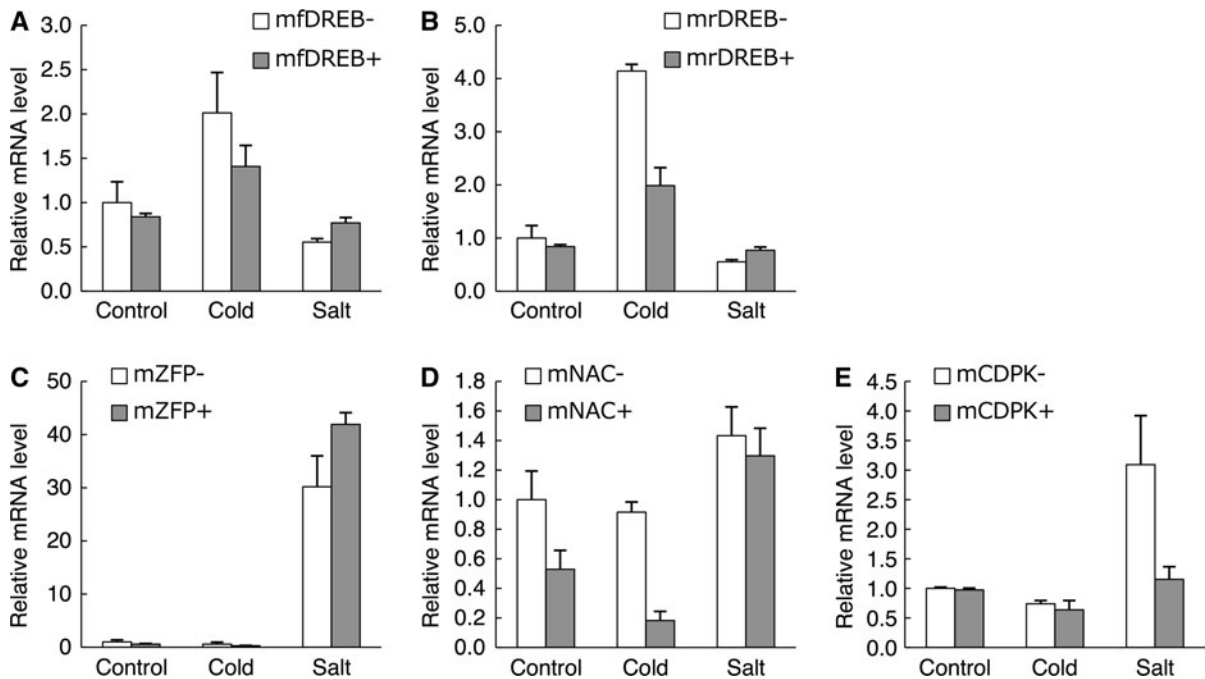 A
Relative mRNA level
3.0
2.5
2.0
1.5
1.0
0.5
0.0
mfDREB-
mfDREB+
Control Cold Salt
B
Relative mRNA level
5.0
4.0
3.0
2.0
1.0
0.0
mrDREB-
mrDREB+
Control Cold Salt
C
Relative mRNA level
50
40
30
20
10
0
mZFP-
mZFP+
Control Cold Salt
D
Relative mRNA level
1.8
1.6
1.4
1.2
1.0
0.8
0.6
0.4
0.2
0.0
mNAC-
mNAC+
Control Cold Salt
E
Relative mRNA level
4.5
4.0
3.5
3.0
2.5
2.0
1.5
1.0
0.5
0.0
mCDPK-
mCDPK+
Control Cold Salt